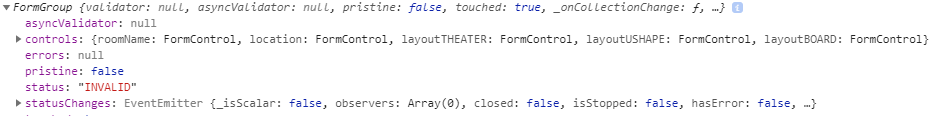 ▼FormGroup {validator: null, asyncValidator: null, pristine: false, touched: true, _onCollectionChange: ƒ, …} i
asyncValidator: null
▶controls: {roomName: FormControl, location: FormControl, layoutTHEATER: FormControl, layoutUSHAPE: FormControl, layoutBOARD: FormControl}
errors: null
pristine: false
status: "INVALID"
▶statusChanges: EventEmitter {_isScalar: false, observers: Array(0), closed: false, isStopped: false, hasError: false, …}